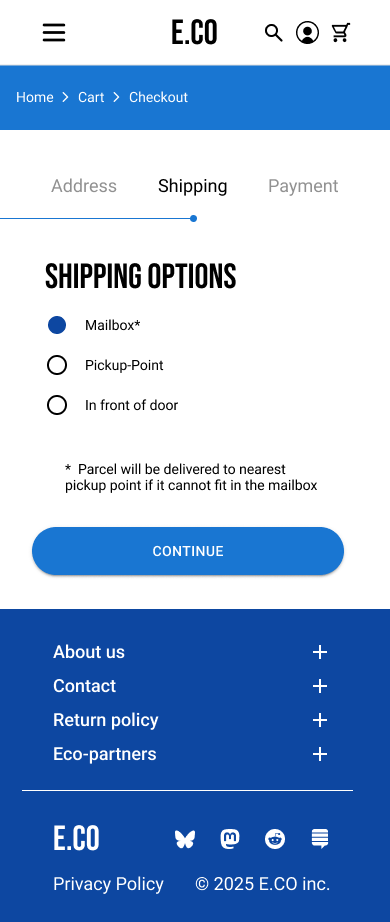 E.CO
Home > Cart > Checkout
Address Shipping Payment
SHIPPING OPTIONS
Mailbox*
Pickup-Point
In front of door
* Parcel will be delivered to nearest
pickup point if it cannot fit in the mailbox
CONTINUE
About us
Contact
Return policy
Eco-partners
E.CO
Privacy Policy © 2025 E.CO inc.